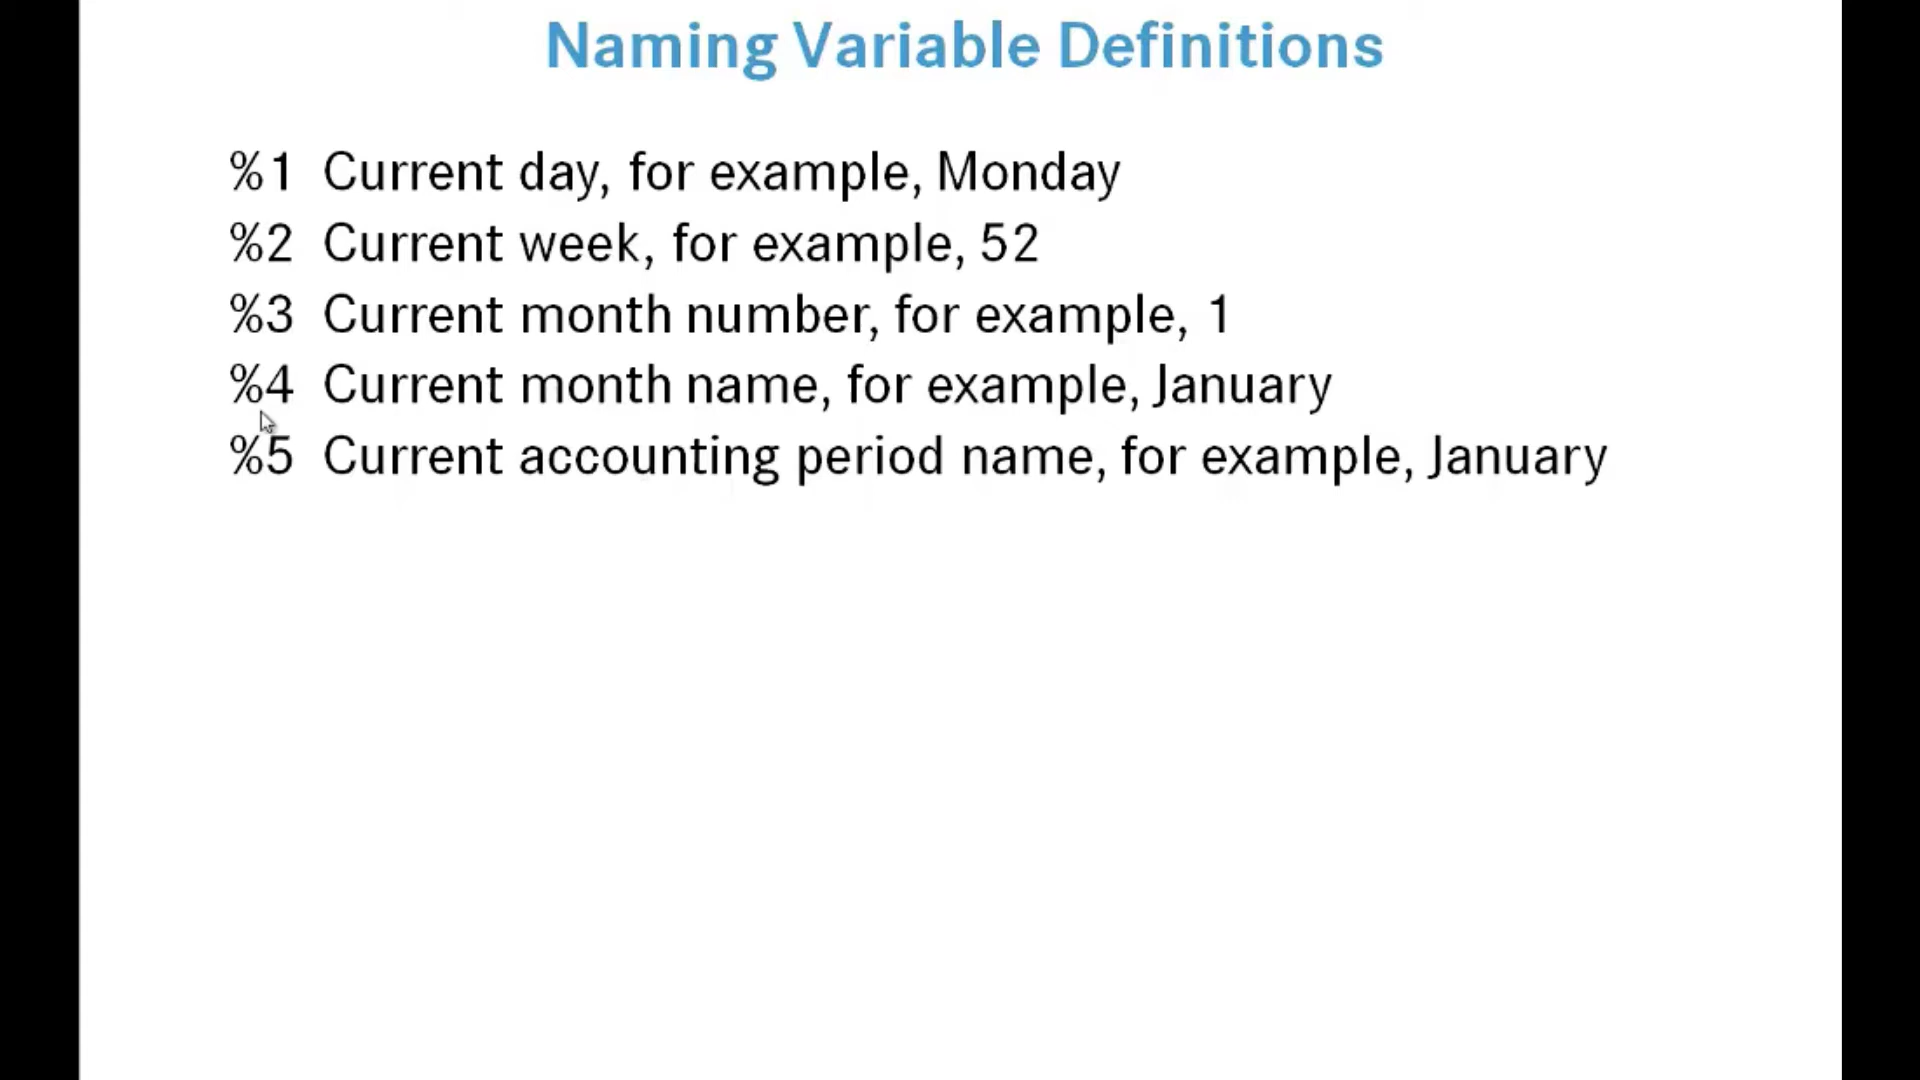 Naming Variable Definitions
%1 Current day, for example, Monday
%2 Current week, for example, 52
%3 Current month number, for example, 1
%4 Current month name, for example, January
%5 Current accounting period name, for example, January